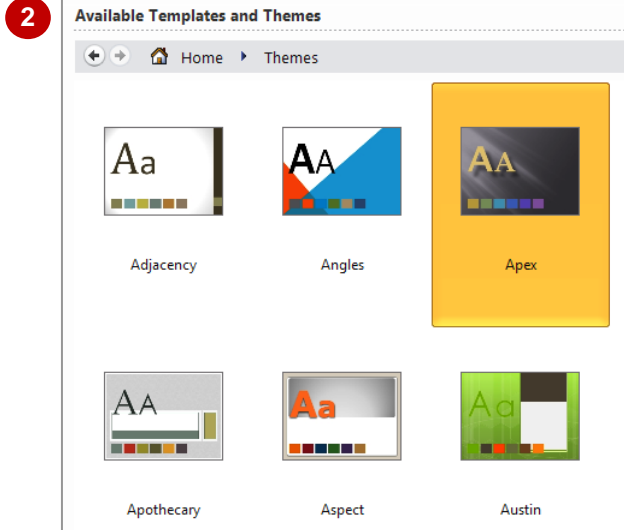 2
Available Templates and Themes
Home Themes
Aa AA AA
Adjacency Angles Apex
AA Aa Aa
Apothecary Aspect Austin